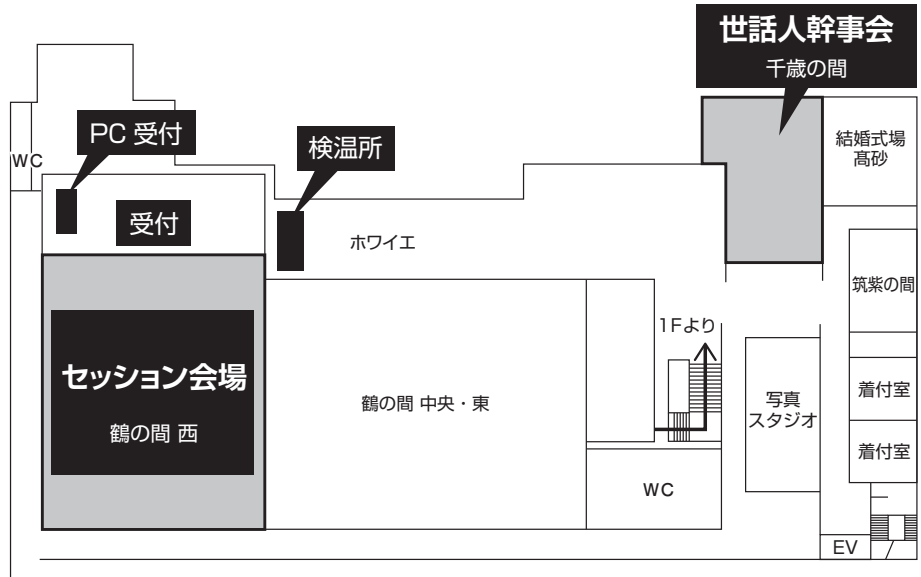 世話人幹事会
千歳の間
結婚式場
髙砂
WC
PC 受付
検温所
受付
ホワイエ
筑紫の間
セッション会場
鶴の間 西
鶴の間 中央・東
1Fより
写真
スタジオ
着付室
着付室
WC
EV